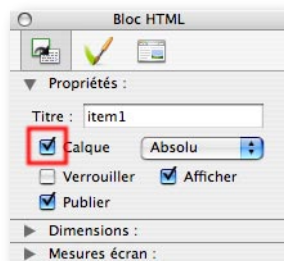 Bloc HTML
Propriétés :
Titre : item1
Calque Absolu
Verrouiller Afficher
Publier
Dimensions :
Mesures écran :